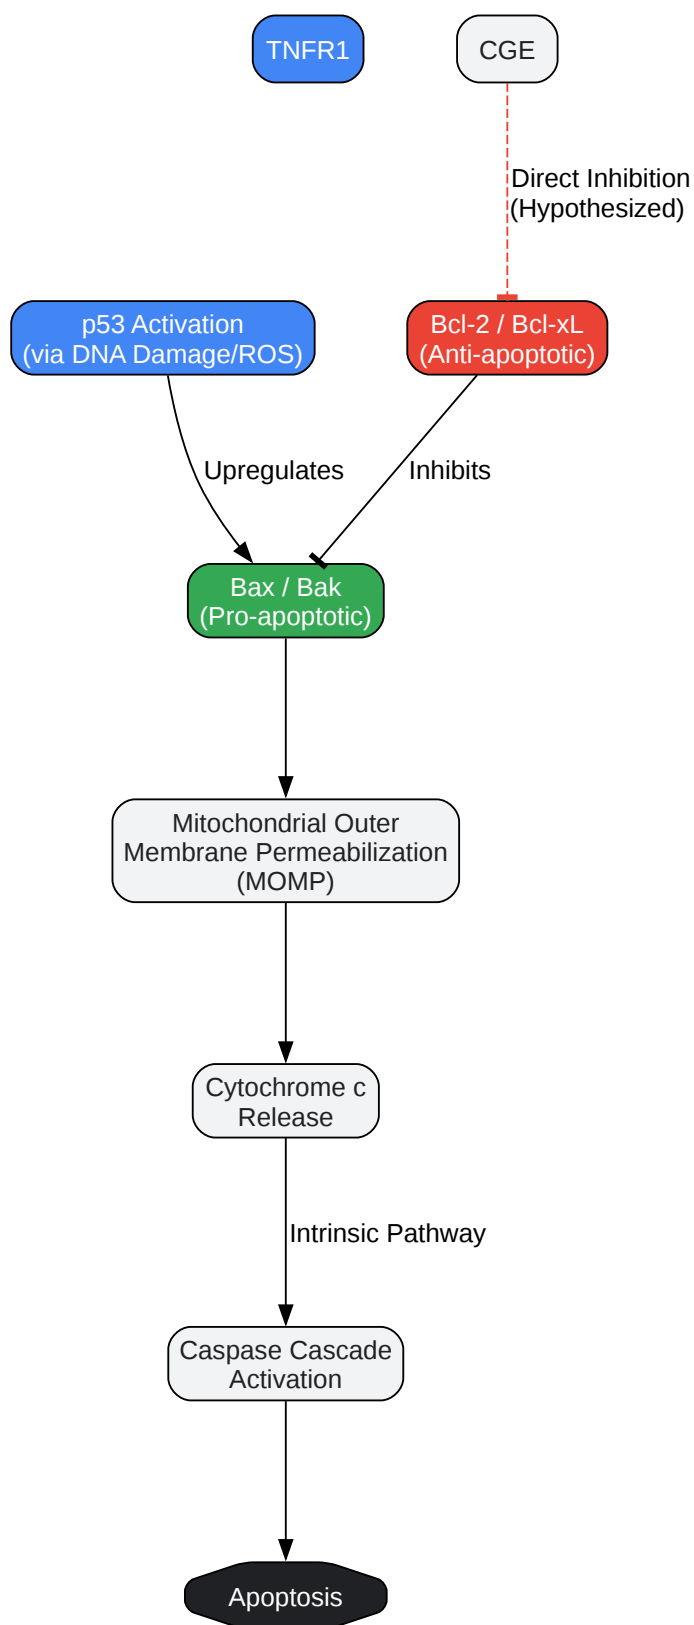 TNFR1
CGE
Direct Inhibition
(Hypothesized)
p53 Activation
(via DNA Damage/ROS)
Bcl-2 / Bcl-xL
(Anti-apoptotic)
Upregulates
Inhibits
Bax / Bak
(Pro-apoptotic)
Mitochondrial Outer
Membrane Permeabilization
(MOMP)
Cytochrome c
Release
Intrinsic Pathway
Caspase Cascade
Activation
Apoptosis